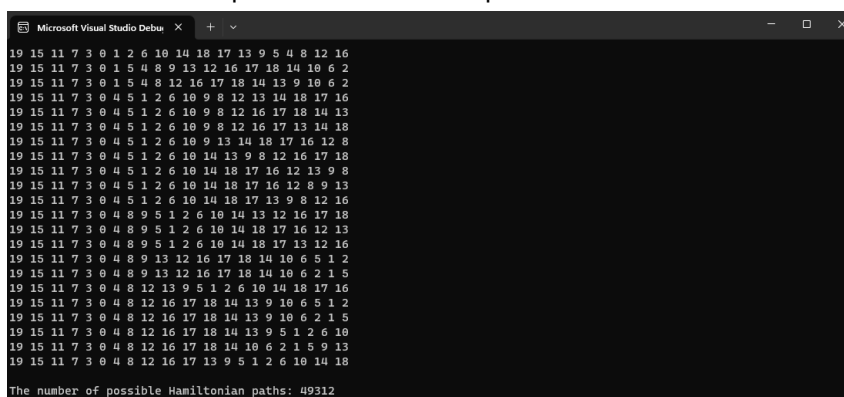 Microsoft Visual Studio Debug
19 15 11 7 3 0 1 2 6 10 14 18 17 13 9 5 4 8 12 16
19 15 11 7 3 0 1 5 4 8 9 13 12 16 17 18 14 10 6 2
19 15 11 7 3 0 1 5 4 8 12 16 17 18 14 13 9 10 6 2
19 15 11 7 3 0 4 5 1 2 6 10 9 8 12 13 14 18 17 16
19 15 11 7 3 0 4 5 1 2 6 10 9 8 12 16 17 18 14 13
19 15 11 7 3 0 4 5 1 2 6 10 9 8 12 16 17 13 14 18
19 15 11 7 3 0 4 5 1 2 6 10 9 13 14 18 17 16 12 8
19 15 11 7 3 0 4 5 1 2 6 10 14 13 9 8 12 16 17 18
19 15 11 7 3 0 4 5 1 2 6 10 14 18 17 16 12 13 9 8
19 15 11 7 3 0 4 5 1 2 6 10 14 18 17 16 12 8 9 13
19 15 11 7 3 0 4 5 1 2 6 10 14 18 17 13 9 8 12 16
19 15 11 7 3 0 4 8 9 5 1 2 6 10 14 13 12 16 17 18
19 15 11 7 3 0 4 8 9 5 1 2 6 10 14 18 17 16 12 13
19 15 11 7 3 0 4 8 9 5 1 2 6 10 14 18 17 13 12 16
19 15 11 7 3 0 4 8 9 13 12 16 17 18 14 10 6 5 1 2
19 15 11 7 3 0 4 8 9 13 12 16 17 18 14 10 6 2 1 5
19 15 11 7 3 0 4 8 12 13 9 5 1 2 6 10 14 18 17 16
19 15 11 7 3 0 4 8 12 16 17 18 14 13 9 10 6 5 1 2
19 15 11 7 3 0 4 8 12 16 17 18 14 13 9 10 6 2 1 5
19 15 11 7 3 0 4 8 12 16 17 18 14 13 9 5 1 2 6 10
19 15 11 7 3 0 4 8 12 16 17 18 14 10 6 2 1 5 9 13
19 15 11 7 3 0 4 8 12 16 17 13 9 5 1 2 6 10 14 18
The number of possible Hamiltonian paths: 49312